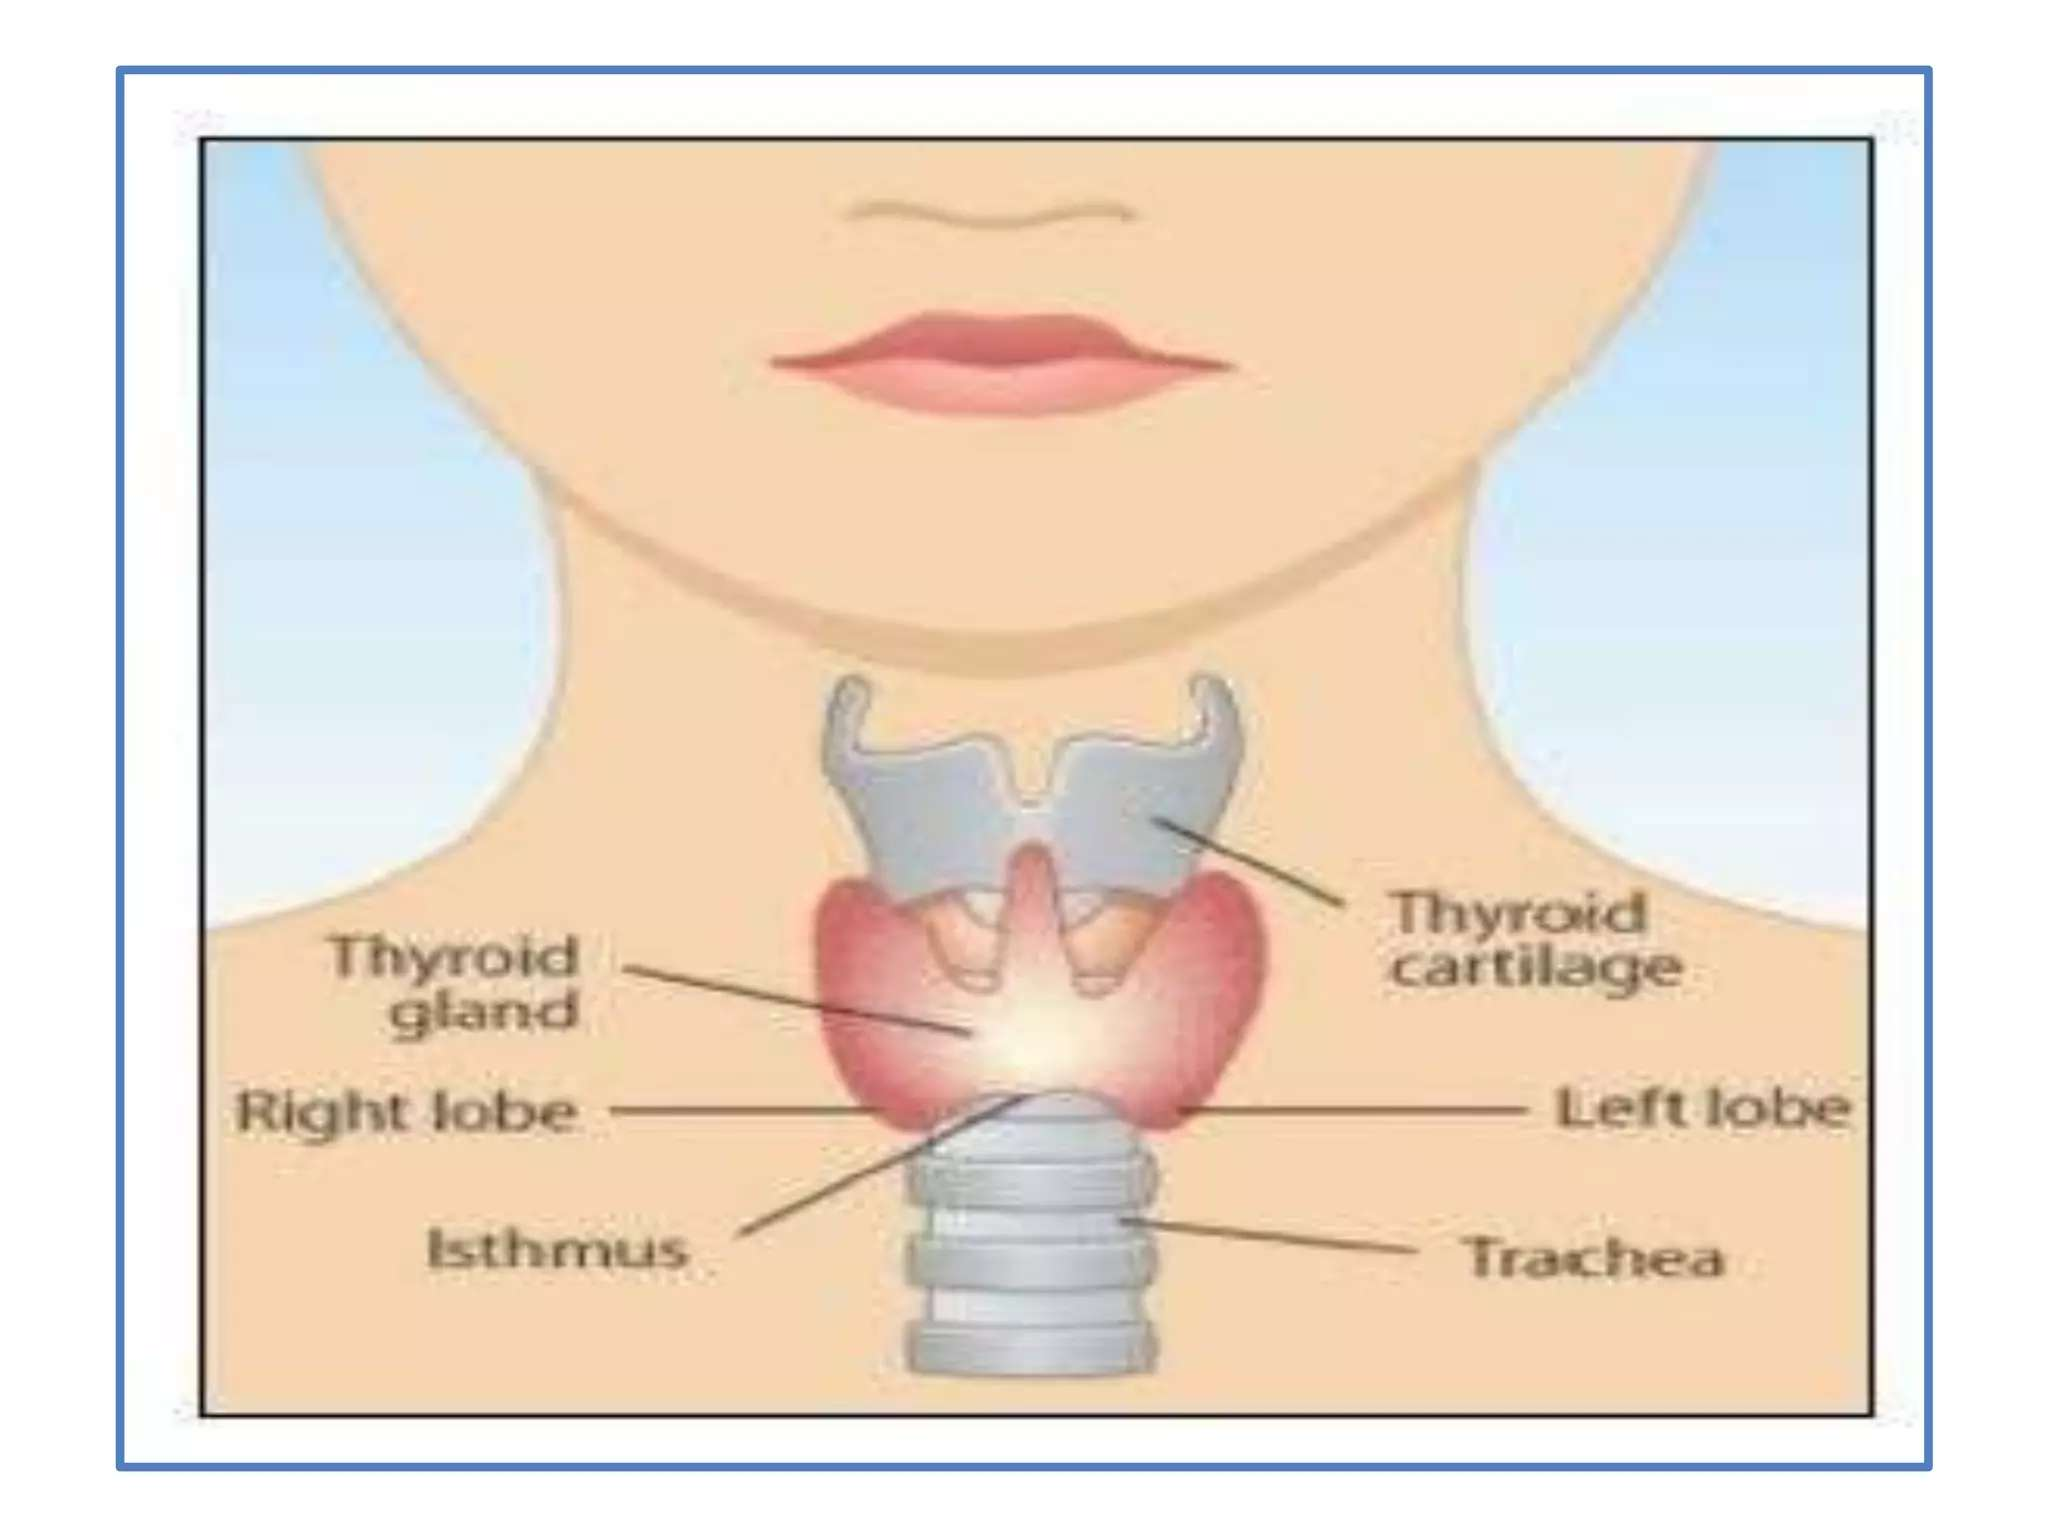 Thyroid
cartilage
Thyroid
gland
Right lobe
Left lobe
Isthmus
Trachea